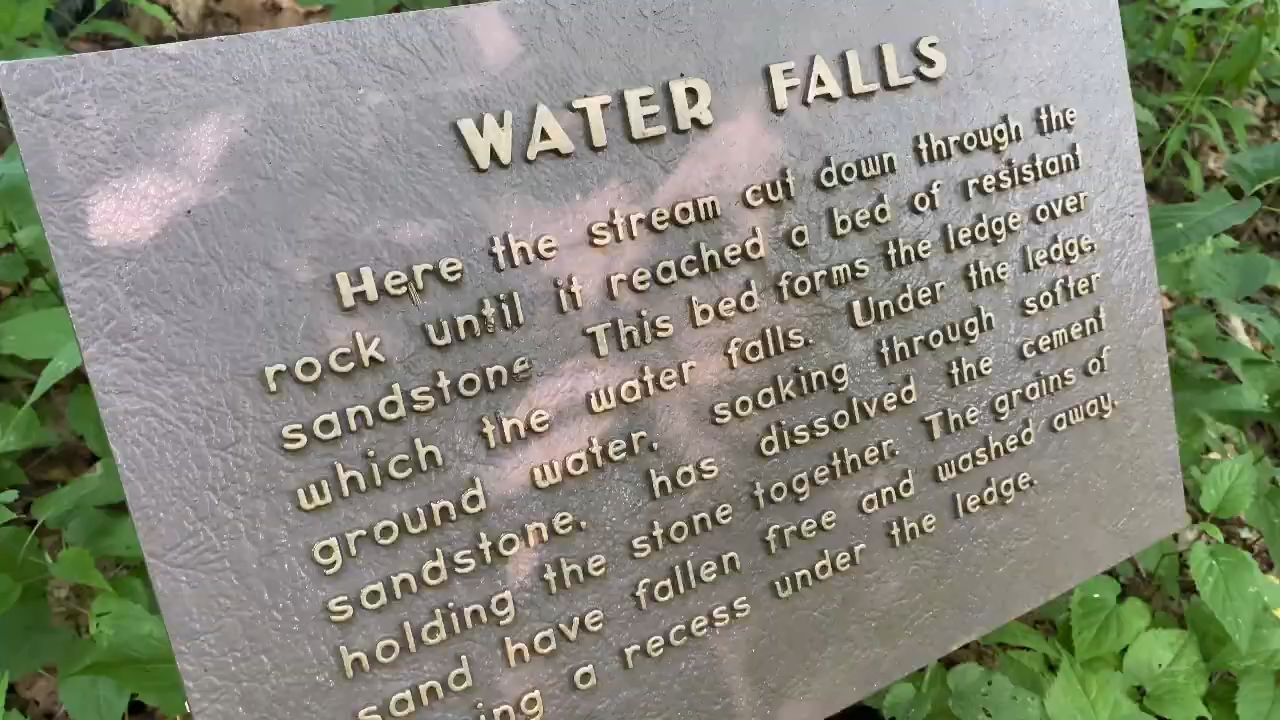 WATER FALLS
Here the stream cut down through the
rock until it reached a bed of resistant
sandstone. This bed forms the ledge over
which the water falls. Under the ledge,
ground water, soaking through softer
sandstone, has dissolved the cement
holding the stone together. The grains of
sand have fallen free and washed away,
a recess under the ledge.